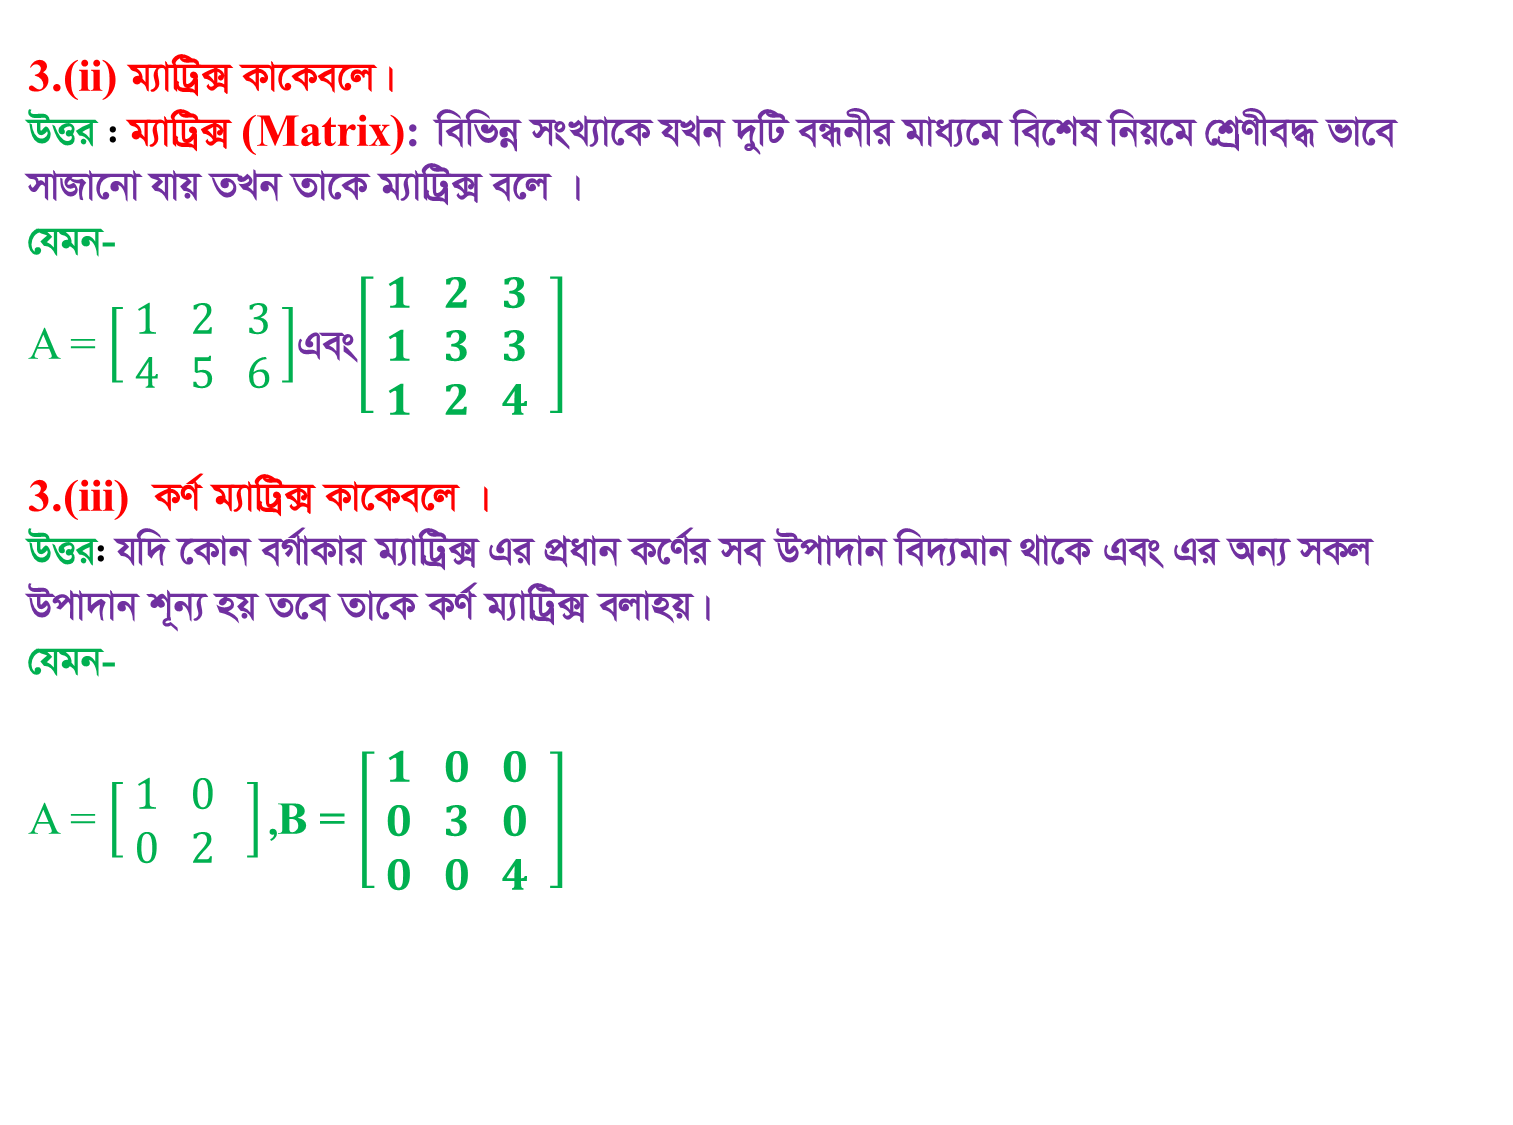 3.(ii) ম্যাট্রিক্স কাকেবলে।
উত্তর : ম্যাট্রিক্স (Matrix): বিভিন্ন সংখ্যাকে যখন দুটি বন্ধনীর মাধ্যমে বিশেষ নিয়মে শ্রেণীবদ্ধ ভাবে
সাজানো যায় তখন তাকে ম্যাট্রিক্স বলে ।
যেমন-
A = [1 2 3 4 5 6] এবং [1 2 3 1 3 3 1 2 4]
3.(iii) কর্ণ ম্যাট্রিক্স কাকেবলে ।
উত্তর: যদি কোন বর্গাকার ম্যাট্রিক্স এর প্রধান কর্ণের সব উপাদান বিদ্যমান থাকে এবং এর অন্য সকল
উপাদান শূন্য হয় তবে তাকে কর্ণ ম্যাট্রিক্স বলাহয়।
যেমন-
A = [1 0 0 2] ,B = [1 0 0 0 3 0 0 0 4]